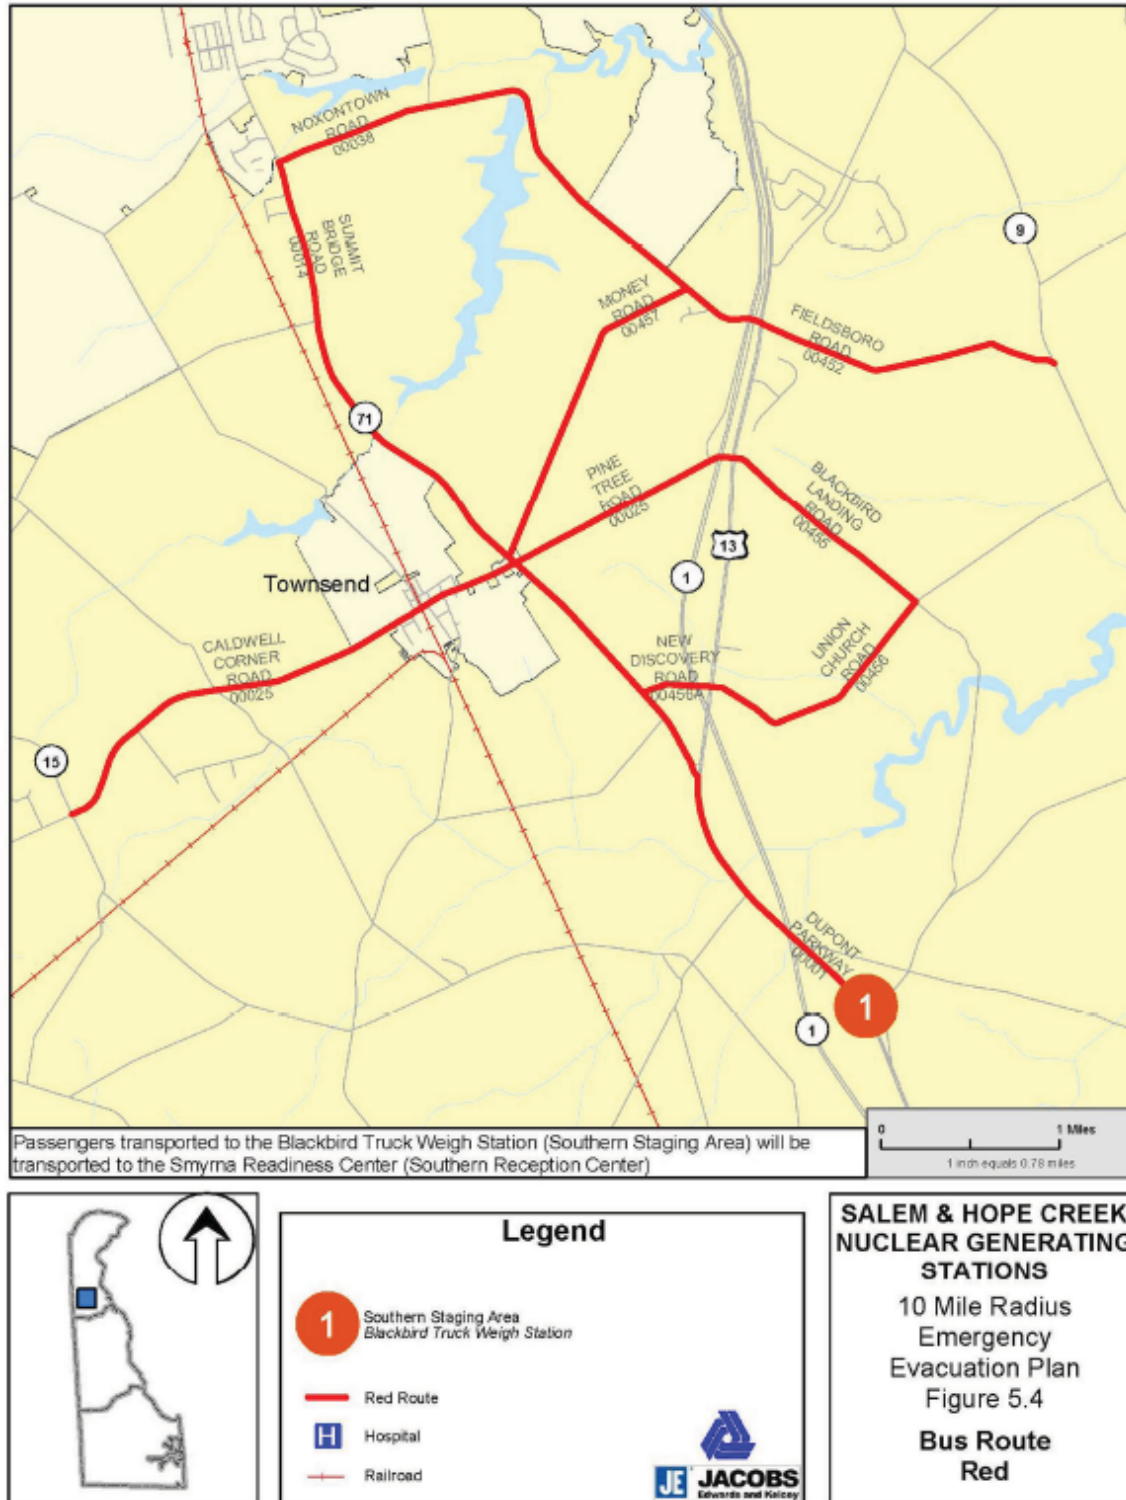 NOXONTOWN
ROAD
00038
SUMMIT
BRIDGE
ROAD
00014
9
MONEY
ROAD
00457
FIELDSBORO
ROAD
00452
71
PINE
TREE
ROAD
00025
BLACKBIRD
LANDING
ROAD
00455
13
1
Townsend
CALDWELL
CORNER
ROAD
00025
NEW
DISCOVERY
ROAD
00456A
UNION
CHURCH
ROAD
00456
15
DUPONT
PARKWAY
00001
1
1
Passengers transported to the Blackbird Truck Weigh Station (Southern Staging Area) will be
transported to the Smyrna Readiness Center (Southern Reception Center)
0 1 Miles
1 inch equals 0.78 miles
Legend
1
Southern Staging Area
Blackbird Truck Weigh Station
Red Route
H Hospital
Railroad
JE JACOBS
Edwards and Kelcey
SALEM & HOPE CREEK
NUCLEAR GENERATING
STATIONS
10 Mile Radius
Emergency
Evacuation Plan
Figure 5.4
Bus Route
Red